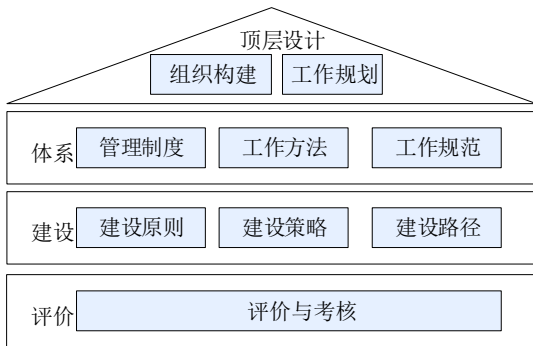 顶层设计
组织构建 工作规划
体系 管理制度 工作方法 工作规范
建设 建设原则 建设策略 建设路径
评价 评价与考核